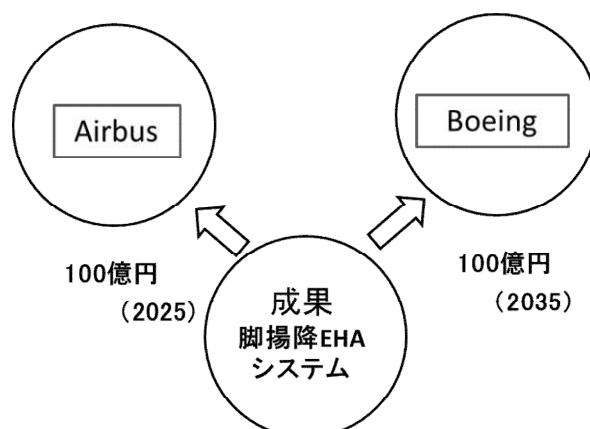 Airbus
Boeing
100億円
（2025）
100億円
（2035）
成果
脚揚降EHA
システム